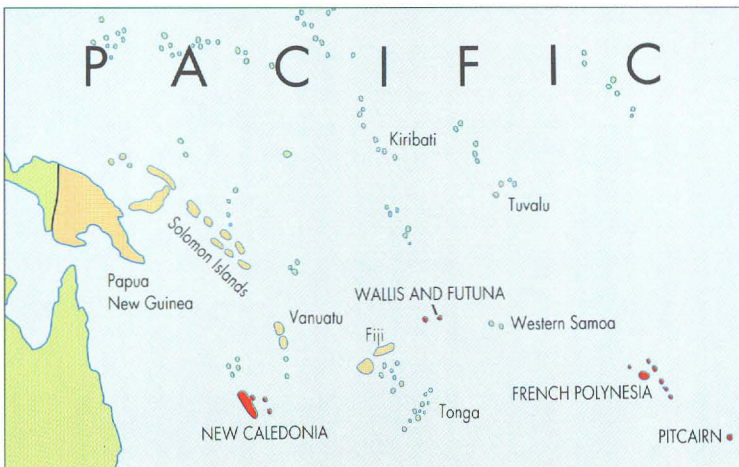 PACIFIC
Kiribati
Tuvalu
Solomon Islands
Papua
New Guinea
WALLIS AND FUTUNA
Vanuatu
Western Samoa
Fiji
FRENCH POLYNESIA
Tonga
NEW CALEDONIA
PITCAIRN